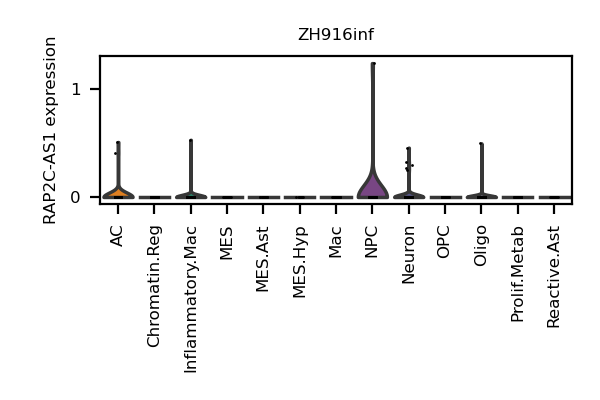 ZH916inf
RAP2C-AS1 expression
1
0
AC
Chromatin.Reg
Inflammatory.Mac
MES
MES.Ast
MES.Hyp
Mac
NPC
Neuron
OPC
Oligo
Prolif.Metab
Reactive.Ast